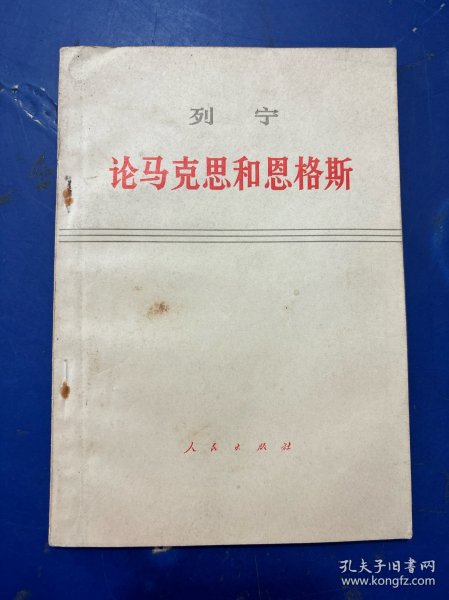 列 宁
论马克思和恩格斯
人民出版社
孔夫子旧书网
www.kongfz.com